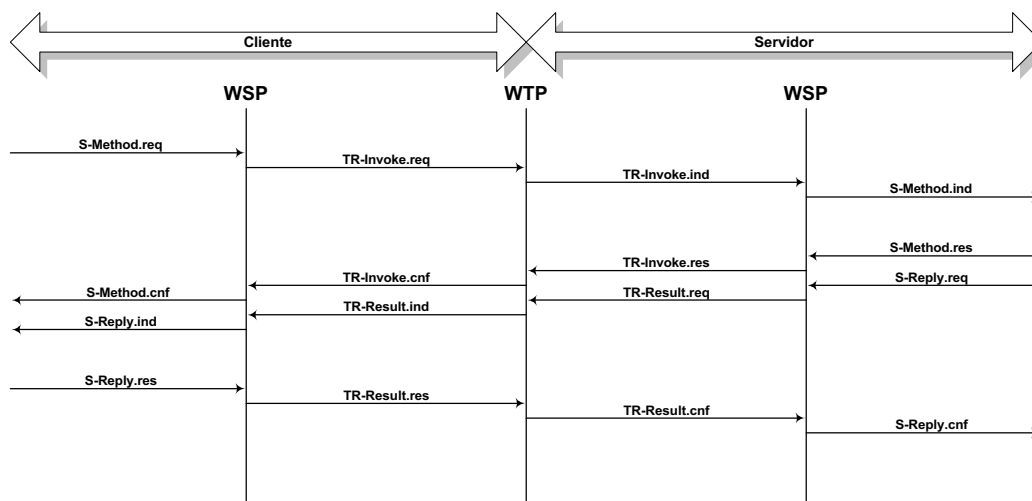 Cliente
Servidor
WSP
WTP
WSP
S-Method.req
TR-Invoke.req
TR-Invoke.ind
S-Method.ind
S-Method.res
TR-Invoke.res
S-Reply.req
TR-Invoke.cnf
S-Method.cnf
TR-Result.req
TR-Result.ind
S-Reply.ind
S-Reply.res
TR-Result.res
TR-Result.cnf
S-Reply.cnf